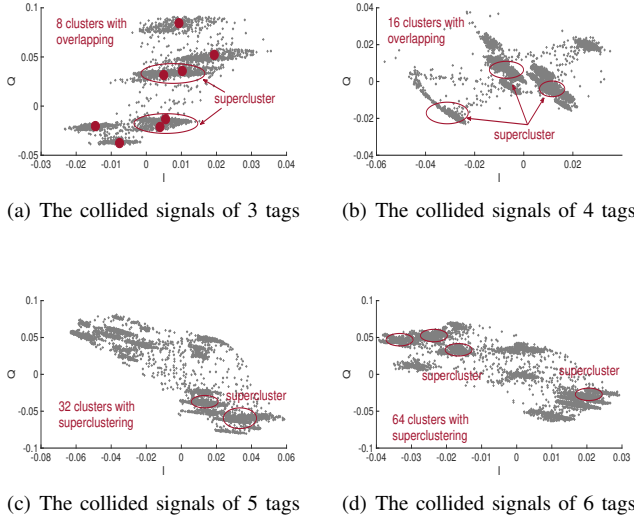 0.1
0.05
0
0.05
Q
8 clusters with
overlapping
supercluster
-0.03 -0.02 -0.01 0 0.01 0.02 0.03 0.04
I
(a) The collided signals of 3 tags
0.04
0.02
0
-0.02
-0.04
Q
16 clusters with
overlapping
supercluster
-0.06 -0.04 -0.02 0 0.02
I
(b) The collided signals of 4 tags
0.1
0.05
0
-0.05
-0.1
Q
32 clusters with
superclustering
supercluster
-0.08 -0.06 -0.04 -0.02 0 0.02 0.04 0.06
I
(c) The collided signals of 5 tags
0.1
0.05
0
-0.05
-0.1
Q
supercluster
supercluster
64 clusters with
superclustering
-0.04 -0.03 -0.02 -0.01 0 0.01 0.02 0.03
I
(d) The collided signals of 6 tags